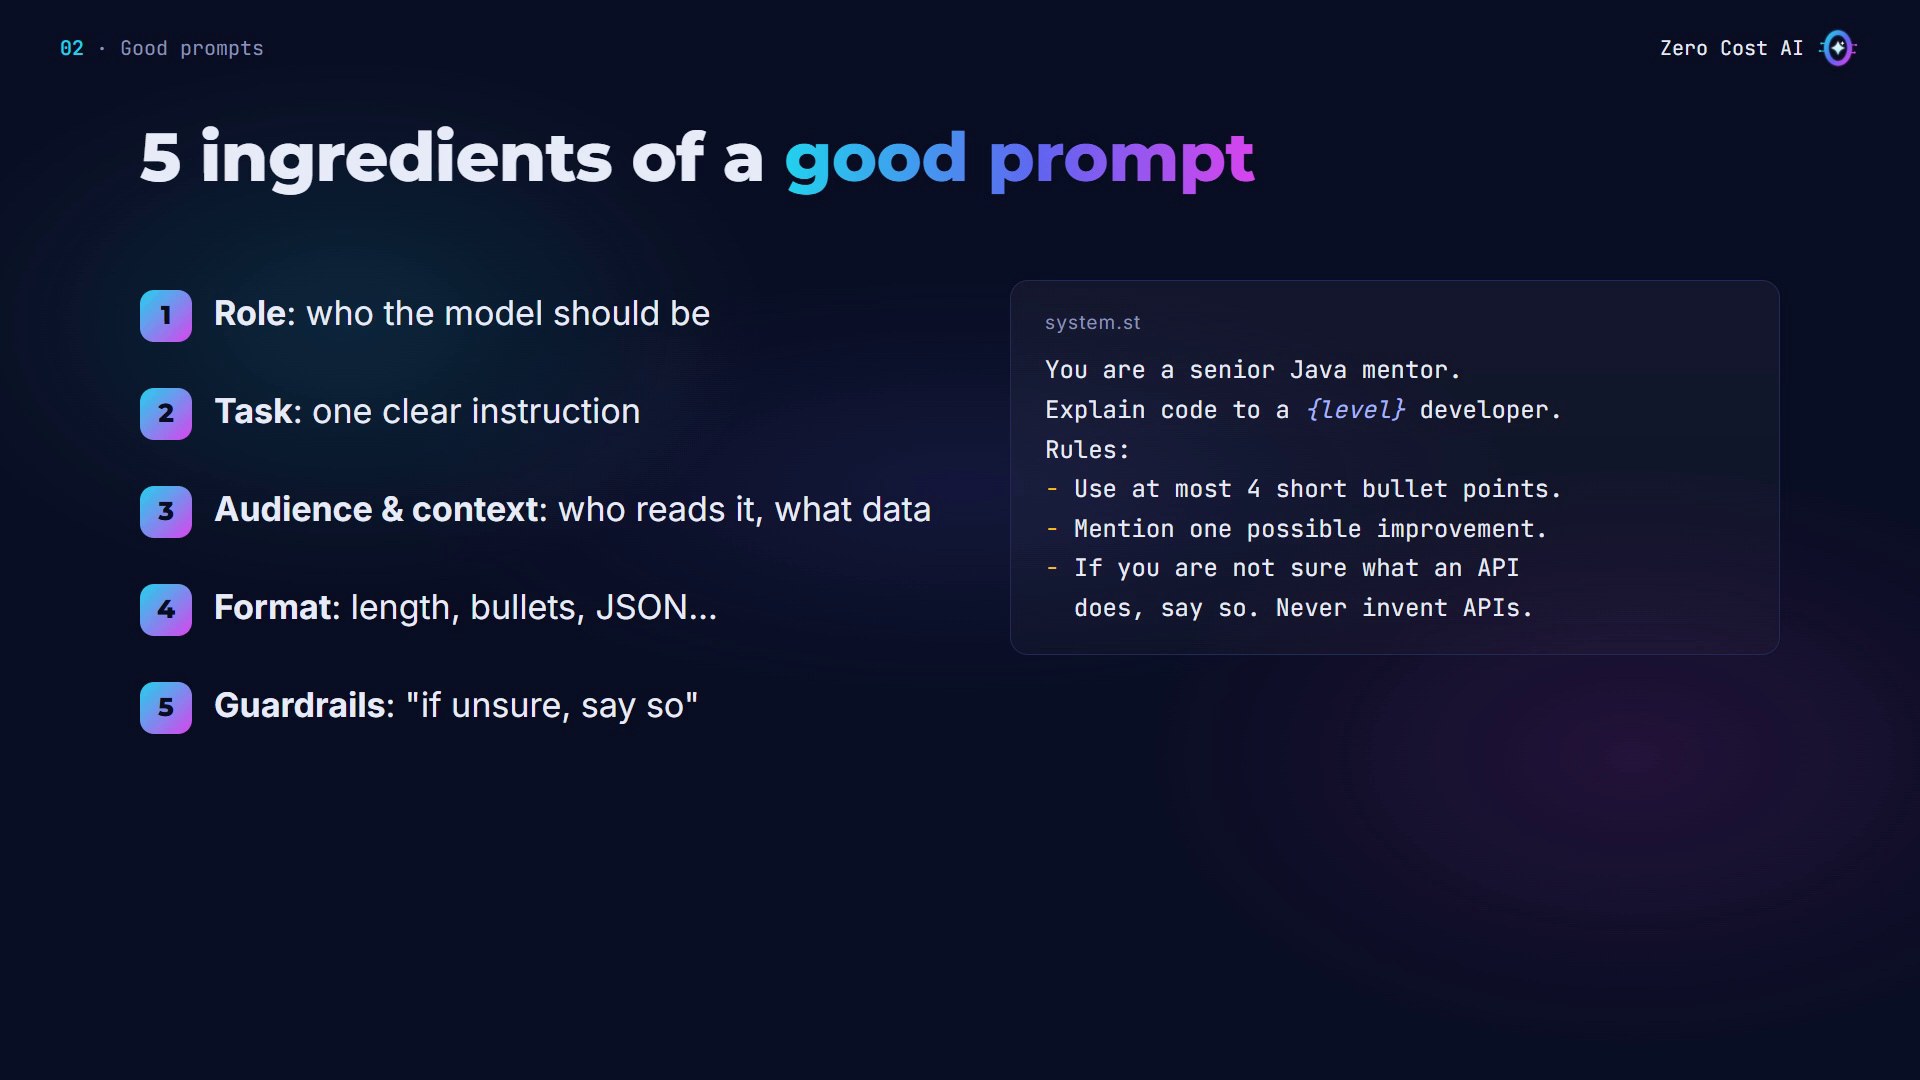 02 · Good prompts
Zero Cost AI
5 ingredients of a good prompt
1 Role: who the model should be
2 Task: one clear instruction
3 Audience & context: who reads it, what data
4 Format: length, bullets, JSON...
5 Guardrails: "if unsure, say so"
system.st
You are a senior Java mentor.
Explain code to a {level} developer.
Rules:
- Use at most 4 short bullet points.
- Mention one possible improvement.
- If you are not sure what an API
does, say so. Never invent APIs.